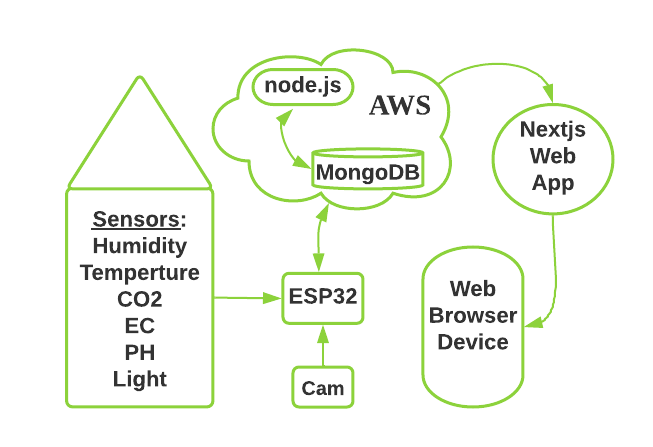 node.js
AWS
MongoDB
Nextjs
Web
App
Sensors:
Humidity
Temperture
CO2
EC
PH
Light
ESP32
Cam
Web
Browser
Device